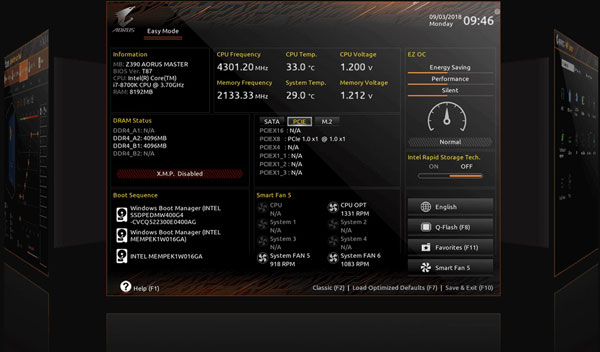 AORUS
Easy Mode
09/03/2018
Monday
09:46
Information
MB: Z390 AORUS MASTER
BIOS Ver. T87
CPU: Intel(R) Core(TM)
i7-8700K CPU @ 3.70GHz
RAM: 8192MB
CPU Frequency
4301.20 MHz
CPU Temp.
33.0 °C
CPU Voltage
1.200 V
Memory Frequency
2133.33 MHz
System Temp.
29.0 °C
Memory Voltage
1.212 V
EZ OC
Energy Saving
Performance
Silent
Normal
DRAM Status
DDR4_A1: N/A
DDR4_A2: 4096MB
DDR4_B1: 4096MB
DDR4_B2: N/A
X.M.P. Disabled
SATA PCIE M.2
PCIEX16 : N/A
PCIEX8 : PCIe 1.0 x1 @ 1.0 x1
PCIEX4 : N/A
PCIEX1_1 : N/A
PCIEX1_2 : N/A
PCIEX1_3 : N/A
Intel Rapid Storage Tech.
ON OFF
Boot Sequence
Windows Boot Manager (INTEL
SSDPEDMW400G4
-CVCQ522300E0400AG)
Windows Boot Manager (INTEL
MEMPEK1W016GA)
INTEL MEMPEK1W016GA
Smart Fan 5
CPU
N/A
CPU OPT
1331 RPM
System 1
N/A
System 2
N/A
System 3
N/A
System 4
N/A
System FAN 5
918 RPM
System FAN 6
1083 RPM
English
Q-Flash (F8)
Favorites (F11)
Smart Fan 5
Help (F1)
Classic (F2) | Load Optimized Defaults (F7) | Save & Exit (F10)